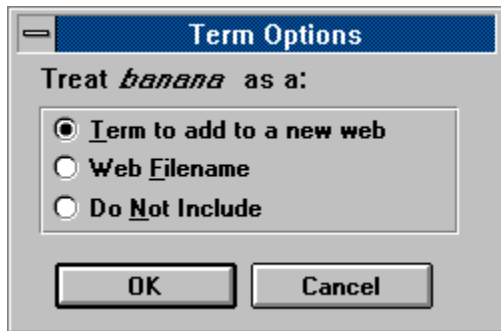 Term Options
Treat banana as a:
Term to add to a new web
Web Filename
Do Not Include
OK Cancel